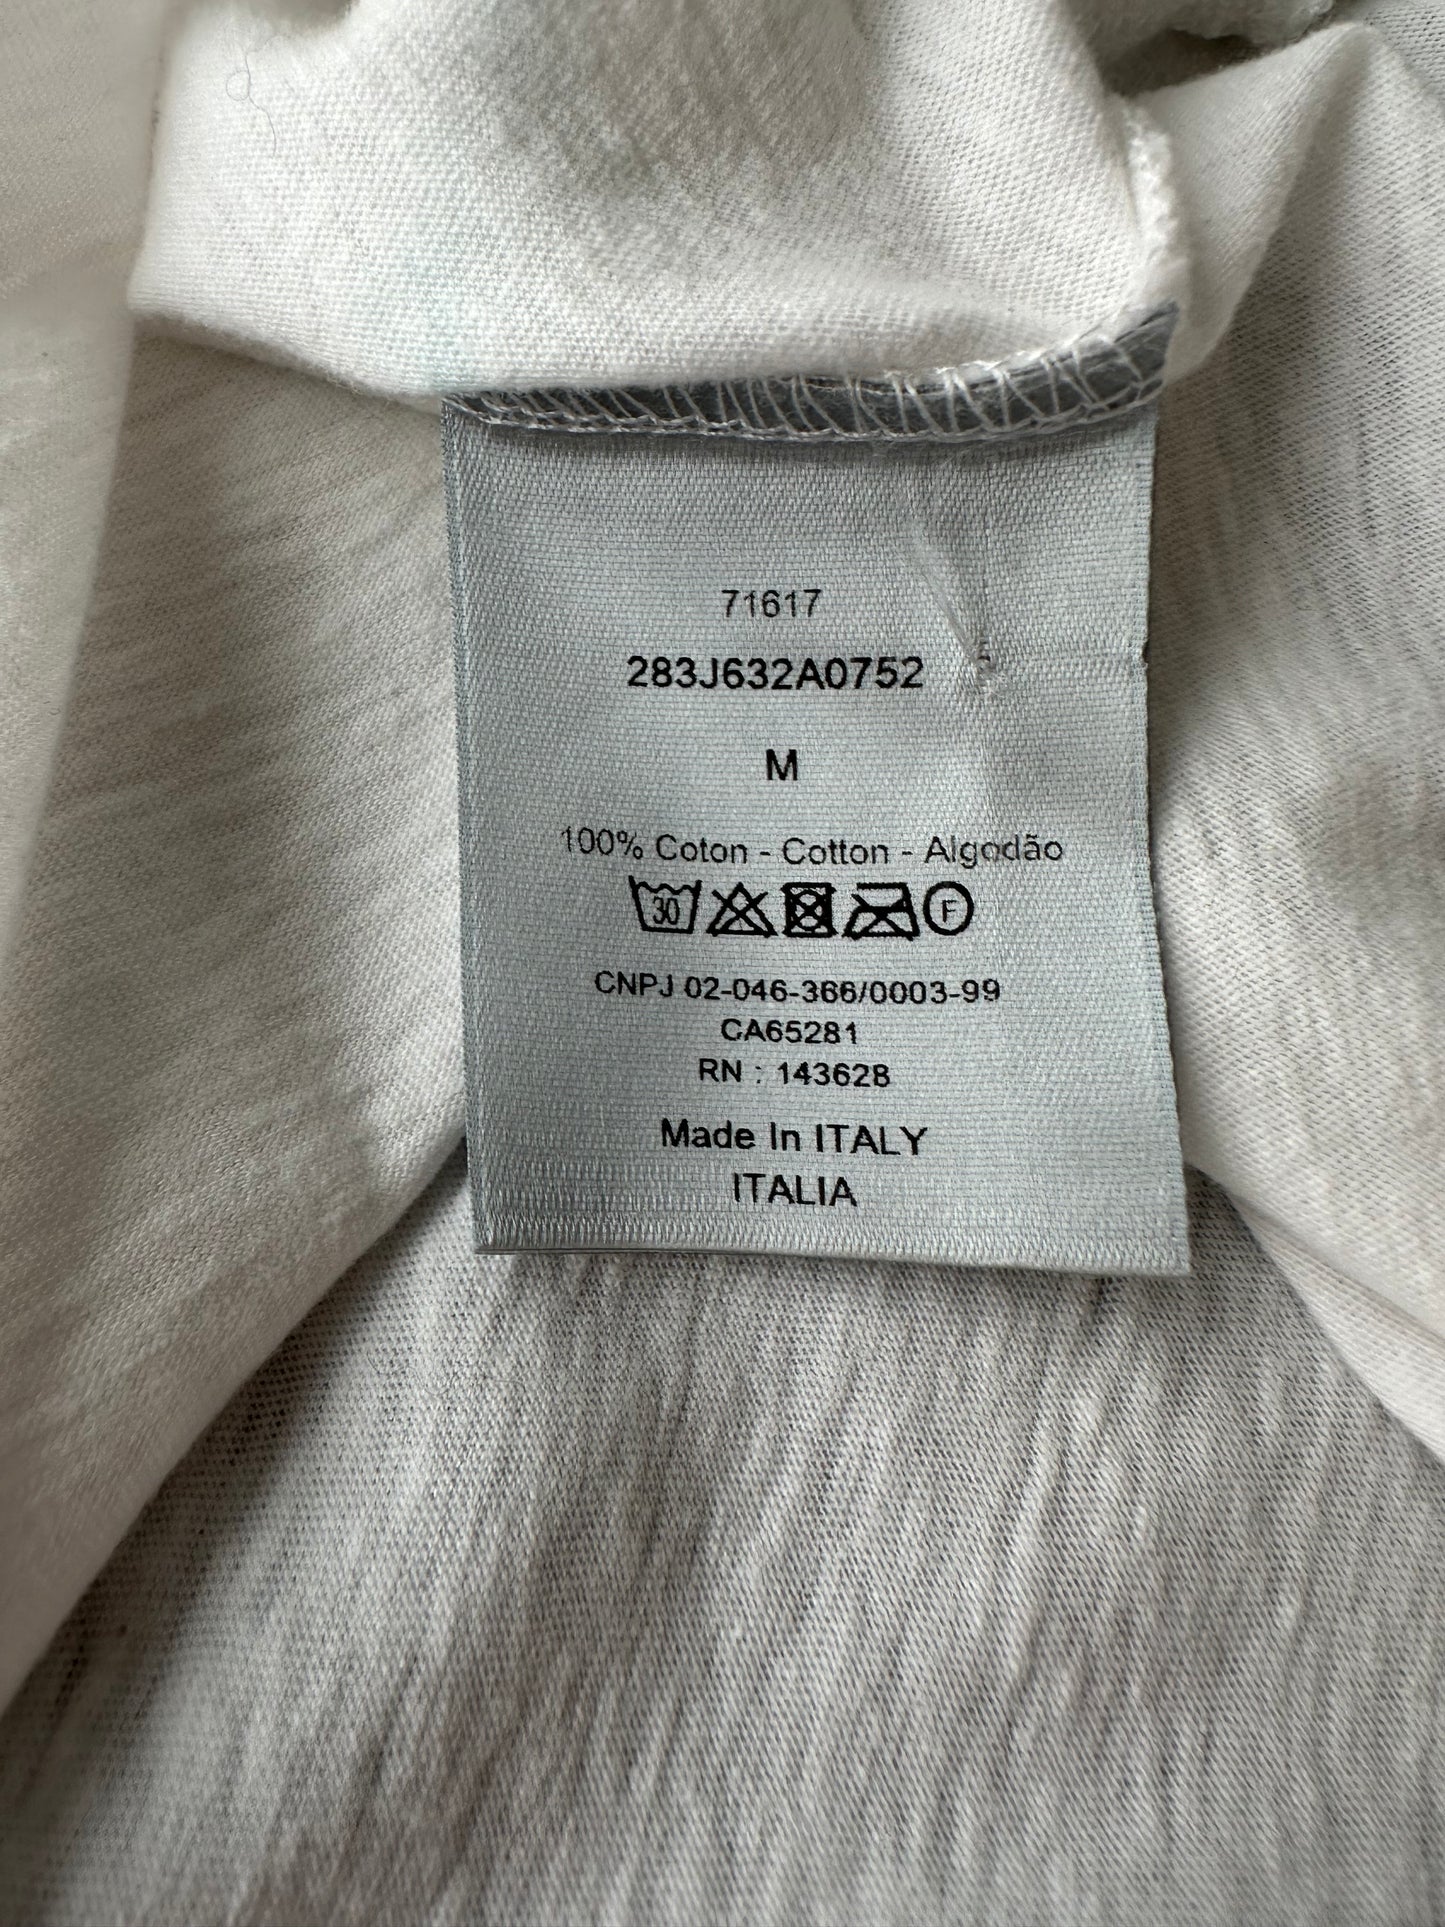 71617
283J632A0752
M
100% Coton - Cotton - Algodão
30 F
CNPJ 02-046-366/0003-99
CA65281
RN : 143628
Made In ITALY
ITALIA